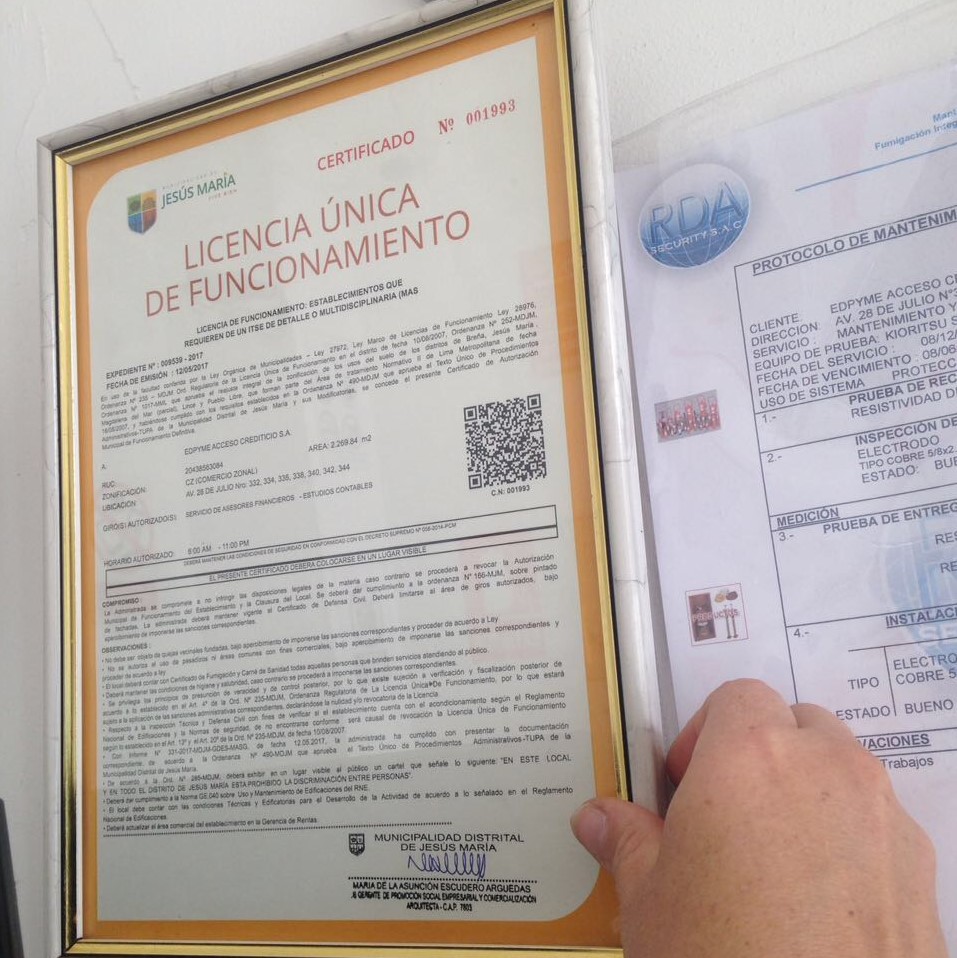 CERTIFICADO Nº 001993
JESÚS MARÍA
LICENCIA ÚNICA
DE FUNCIONAMIENTO
LICENCIA DE FUNCIONAMIENTO: ESTABLECIMIENTOS QUE
REQUIEREN DE UN ITSE DE DETALLE O MULTIDISCIPLINARIA (MAS
EXPEDIENTE Nº : 009539 - 2017
FECHA DE EMISIÓN : 12/05/2017
En uso de la facultad conferida por la Ley Orgánica de Municipalidades – Ley 27972, Ley Marco de Licencias de Funcionamiento Ley 28976,
Ordenanza Nº 235 – MDJM Ord. Regulatoria de la Licencia Única de Funcionamiento en el distrito de fecha 10/08/2007, Ordenanza Nº 252-MDJM,
Ordenanza Nº 1017-MML que aprueba el reajuste integral de la zonificación de los usos del suelo de los distritos de Breña, Jesús María,
Magdalena del Mar (parcial), Lince y Pueblo Libre, que forman parte del Área de tratamiento Normativo II de Lima Metropolitana de fecha
16/05/2007, y habiéndose cumplido con los requisitos establecidos en la Ordenanza Nº 490-MDJM que aprueba el Texto Único de Procedimientos
Administrativos-TUPA de la Municipalidad Distrital de Jesús María y sus Modificatorias, se concede el presente Certificado de Autorización
Municipal de Funcionamiento Definitiva.
A: EDPYME ACCESO CREDITICIO S.A.
RUC: 20438563084 AREA: 2,269.84 m2
ZONIFICACIÓN: CZ (COMERCIO ZONAL)
UBICACIÓN: AV. 28 DE JULIO Nro: 332, 334, 336, 338, 340, 342, 344
GIRO(S) AUTORIZADO(S): SERVICIO DE ASESORES FINANCIEROS - ESTUDIOS CONTABLES
C.N: 001993
HORARIO AUTORIZADO: 8:00 AM - 11:00 PM
DEBERÁ MANTENER LAS CONDICIONES DE SEGURIDAD EN CONFORMIDAD CON EL DECRETO SUPREMO Nº 058-2014-PCM
EL PRESENTE CERTIFICADO DEBERA COLOCARSE EN UN LUGAR VISIBLE
COMPROMISO :
La Administrada se compromete a no infringir las disposiciones legales de la materia caso contrario se procederá a revocar la Autorización
Municipal de Funcionamiento del Establecimiento y la Clausura del Local. Se deberá dar cumplimiento a la ordenanza Nº 166-MJM, sobre pintado
de fachadas. La administrada deberá mantener vigente el Certificado de Defensa Civil. Deberá limitarse al área de giros autorizados, bajo
apercibimiento de imponerse las sanciones correspondientes.
OBSERVACIONES :
• No debe ser objeto de quejas vecinales fundadas, bajo apercibimiento de imponerse las sanciones correspondientes y proceder de acuerdo a Ley
• No se autoriza el uso de pasadizos ni áreas comunes con fines comerciales, bajo apercibimiento de imponerse las sanciones correspondientes y
proceder de acuerdo a ley
• El local deberá contar con Certificado de Fumigación y Carné de Sanidad todas aquellas personas que brinden servicios atendiendo al público.
• Deberá mantener las condiciones de higiene y salubridad, caso contrario se procederá a imponerse las sanciones correspondientes.
• Se privilegia los principios de presunción de veracidad y de control posterior, por lo que existe sujeción a verificación y fiscalización posterior de
acuerdo a lo establecido en el Art. 4º de la Ord. Nº 235-MDJM, Ordenanza Regulatoria de La Licencia Única de Funcionamiento, por lo que estará
sujeto a la aplicación de las sanciones administrativas correspondientes, declarándose la nulidad y/o revocatoria de la Licencia.
• Respecto a la Inspección Técnica y Defensa Civil con fines de verificar si el establecimiento cuenta con el acondicionamiento según el Reglamento
Nacional de Edificaciones y la Normas de seguridad, de no encontrarse conforme será causal de revocación la Licencia Única de Funcionamiento
según lo establecido en el Art. 13º y Art. 20º de la Ord. Nº 235-MDJM, de fecha 10/08/2007.
• Con Informe Nº 331-2017-MDJM-GDES-MASG, de fecha 12.05.2017, la administrada ha cumplido con presentar la documentación
correspondiente, de acuerdo a la Ordenanza Nº 490-MJM que aprueba el Texto Único de Procedimientos Administrativos-TUPA de la
Municipalidad Distrital de Jesús María.
• De acuerdo a la Ord. Nº 285-MDJM, deberá exhibir en un lugar visible al público un cartel que señale lo siguiente: "EN ESTE LOCAL
Y EN TODO EL DISTRITO DE JESÚS MARÍA ESTA PROHIBIDO LA DISCRIMINACIÓN ENTRE PERSONAS".
• Deberá dar cumplimiento a la Norma GE.040 sobre Uso y Mantenimiento de Edificaciones del RNE.
• El local debe contar con las condiciones Técnicas y Edificatorias para el Desarrollo de la Actividad de acuerdo a lo señalado en el Reglamento
Nacional de Edificaciones.
• Deberá actualizar el área comercial del establecimiento en la Gerencia de Rentas.
MUNICIPALIDAD DISTRITAL
DE JESÚS MARÍA
MARIA DE LA ASUNCIÓN ESCUDERO ARGUEDAS
GERENTE DE PROMOCIÓN SOCIAL EMPRESARIAL Y COMERCIALIZACIÓN
ARQUITECTA - C.A.P. 7803
Fumigación
RDA
SECURITY S.A.C
PROTOCOLO DE MANTENIM
CLIENTE: EDPYME ACCESO
DIRECCION : AV. 28 DE JULIO
SERVICIO : MANTENIMIENTO
EQUIPO DE PRUEBA: KIORITSU
FECHA DEL SERVICIO : 08/12
FECHA DE VENCIMIENTO : 08/06
USO DE SISTEMA
1.- PRUEBA DE
RESISTIVIDAD
2.- INSPECCIÓN DE
ELECTRODO
TIPO COBRE 5/8x2.
ESTADO:
MEDICIÓN
3.- PRUEBA DE
4.-
TIPO COBRE
ESTADO BUENO
Trabajos